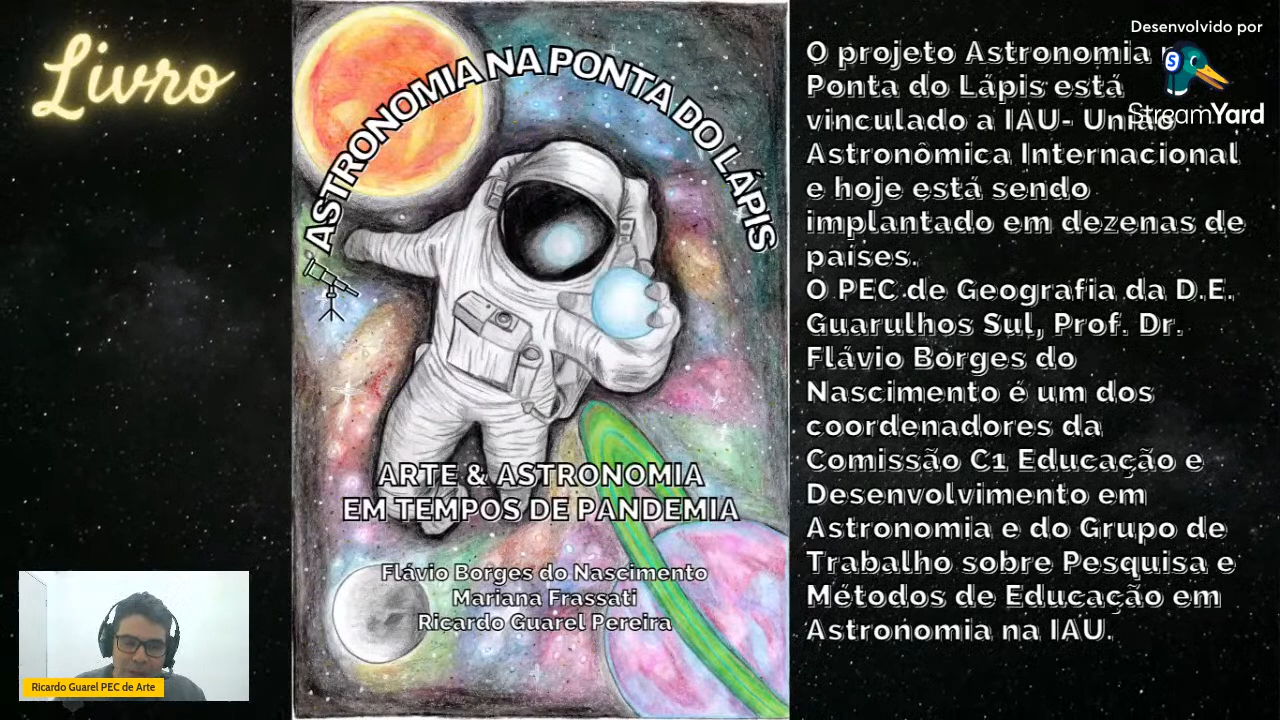 Livro
ASTRONOMIA NA PONTA DO LÁPIS
ARTE & ASTRONOMIA
EM TEMPOS DE PANDEMIA
Flávio Borges do Nascimento
Mariana Frassati
Ricardo Guarel Pereira
Desenvolvido por
StreamYard
O projeto Astronomia
Ponta do Lápis está
vinculado a IAU- União
Astronômica Internacional
e hoje está sendo
implantado em dezenas de
países.
O PEC de Geografia da D.E.
Guarulhos Sul, Prof. Dr.
Flávio Borges do
Nascimento é um dos
coordenadores da
Comissão C1 Educação e
Desenvolvimento em
Astronomia e do Grupo de
Trabalho sobre Pesquisa e
Métodos de Educação em
Astronomia na IAU.
Ricardo Guarel PEC de Arte